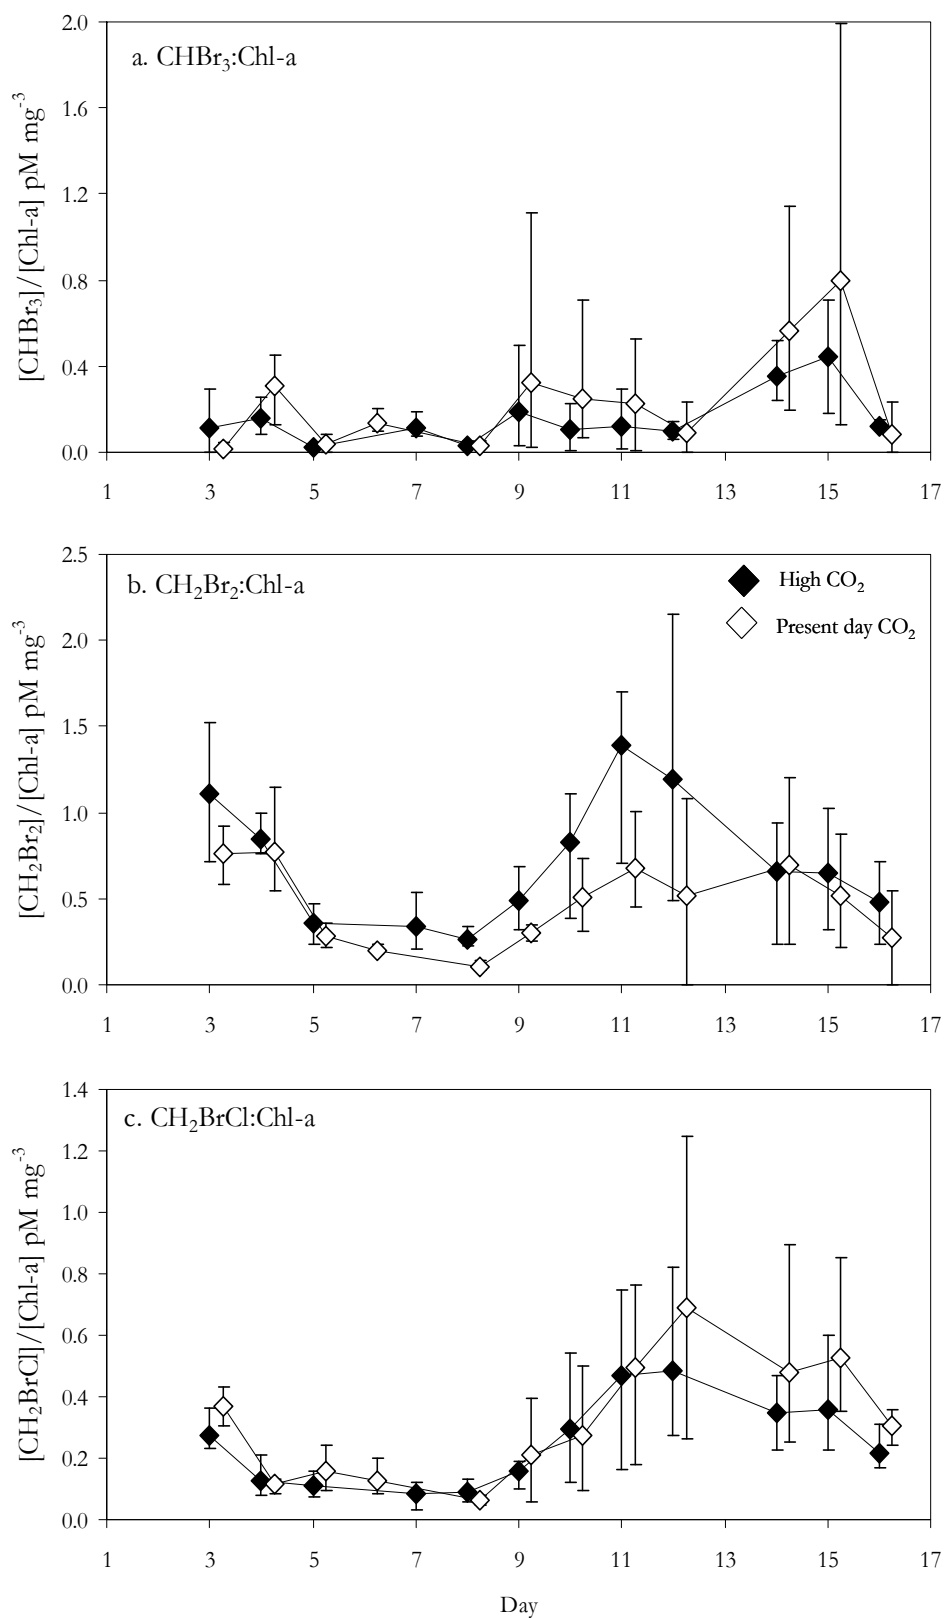 a. CHBr₃:Chl-a
[CHBr₃]/[Chl-a] pM mg⁻³
2.0
1.6
1.2
0.8
0.4
0.0
1 3 5 7 9 11 13 15 17
b. CH₂Br₂:Chl-a
High CO₂
Present day CO₂
[CH₂Br₂]/[Chl-a] pM mg⁻³
2.5
2.0
1.5
1.0
0.5
0.0
1 3 5 7 9 11 13 15 17
c. CH₂BrCl:Chl-a
[CH₂BrCl]/[Chl-a] pM mg⁻³
1.4
1.2
1.0
0.8
0.6
0.4
0.2
0.0
1 3 5 7 9 11 13 15 17
Day